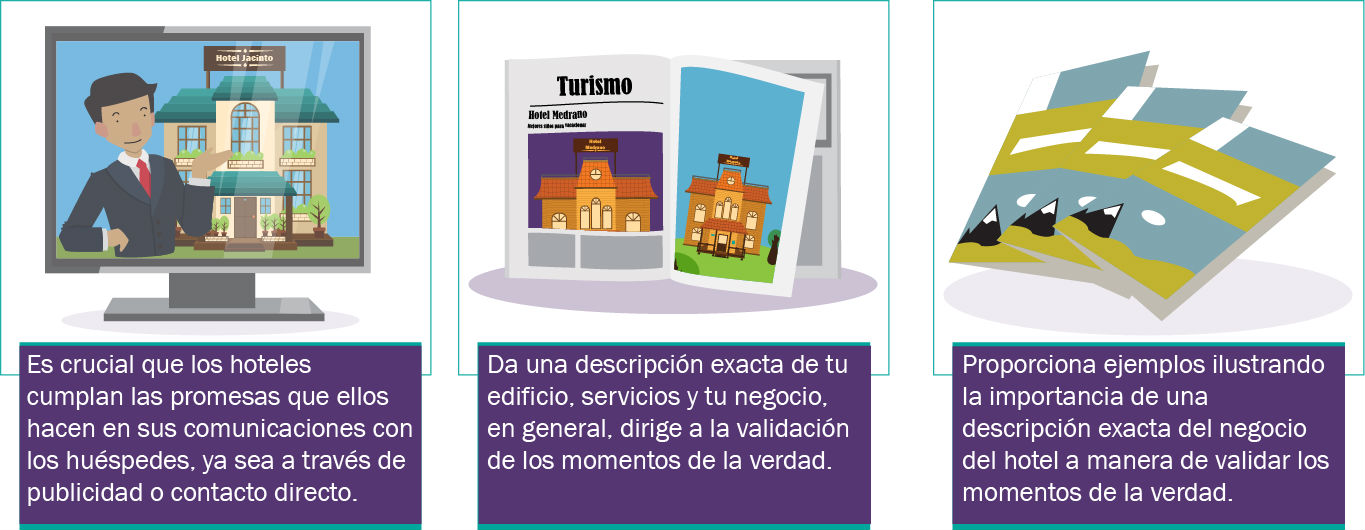 Hotel Jacinto
Es crucial que los hoteles
cumplan las promesas que ellos
hacen en sus comunicaciones con
los huéspedes, ya sea a través de
publicidad o contacto directo.
Turismo
Hotel Medrano
Mejores sitios para vacacionar
Hotel
Medrano
Hotel
Medrano
Da una descripción exacta de tu
edificio, servicios y tu negocio,
en general, dirige a la validación
de los momentos de la verdad.
Proporciona ejemplos ilustrando
la importancia de una
descripción exacta del negocio
del hotel a manera de validar los
momentos de la verdad.